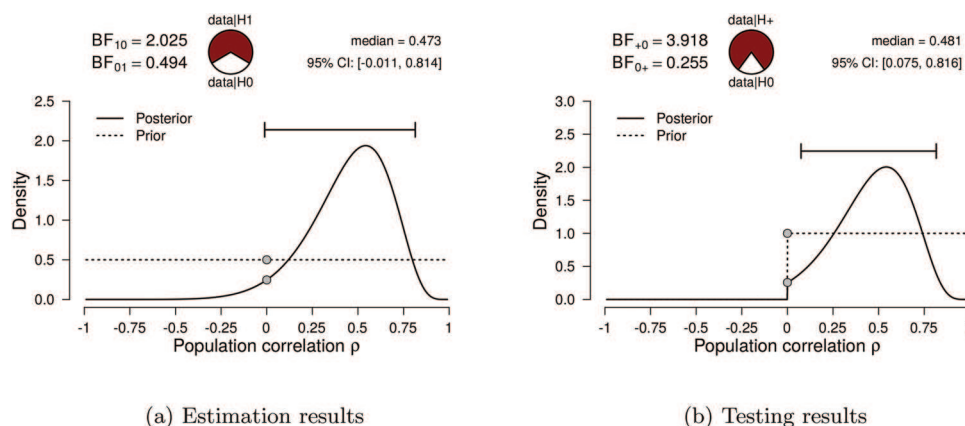 data|H1
BF10 = 2.025
BF01 = 0.494
data|H0
median = 0.473
95% CI: [-0.011, 0.814]
2.5
2.0
1.5
1.0
0.5
0.0
Density
Posterior
Prior
-1 -0.75 -0.5 -0.25 0 0.25 0.5 0.75 1
Population correlation ρ
(a) Estimation results
data|H+
BF+0 = 3.918
BF0+ = 0.255
data|H0
median = 0.481
95% CI: [0.075, 0.816]
3.0
2.5
2.0
1.5
1.0
0.5
0.0
Density
Posterior
Prior
-1 -0.75 -0.5 -0.25 0 0.25 0.5 0.75
Population correlation ρ
(b) Testing results